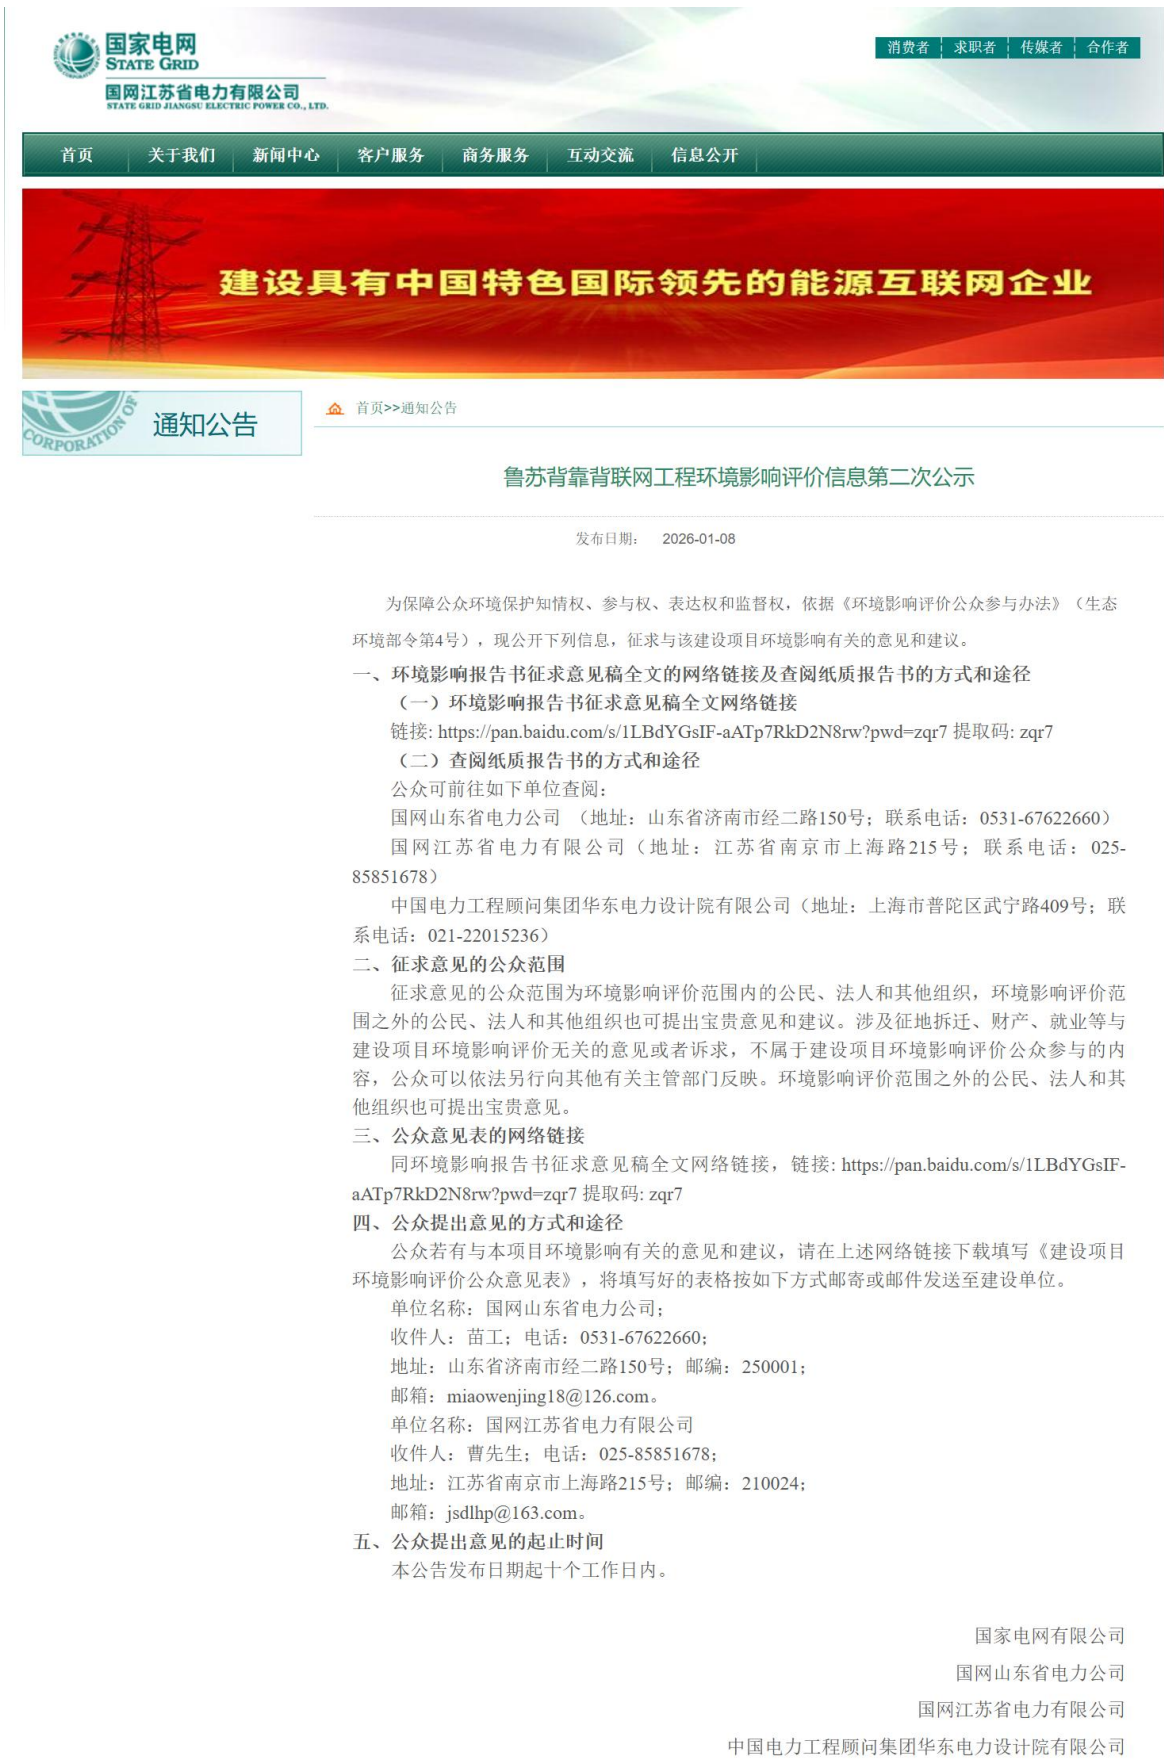 国家电网
STATE GRID
国网江苏省电力有限公司
STATE GRID JIANGSU ELECTRIC POWER CO., LTD.
消费者 求职者 传媒者 合作者
首页 关于我们 新闻中心 客户服务 商务服务 互动交流 信息公开
建设具有中国特色国际领先的能源互联网企业
CORPORATION OF
通知公告
首页>>通知公告
鲁苏背靠背联网工程环境影响评价信息第二次公示
发布日期: 2026-01-08
为保障公众环境保护知情权、参与权、表达权和监督权，依据《环境影响评价公众参与办法》（生态
环境部令第4号），现公开下列信息，征求与该建设项目环境影响有关的意见和建议。
一、环境影响报告书征求意见稿全文的网络链接及查阅纸质报告书的方式和途径
（一）环境影响报告书征求意见稿全文网络链接
链接: https://pan.baidu.com/s/1LBdYGsIF-aATp7RkD2N8rw?pwd=zqr7 提取码: zqr7
（二）查阅纸质报告书的方式和途径
公众可前往如下单位查阅：
国网山东省电力公司 （地址：山东省济南市经二路150号；联系电话：0531-67622660）
国网江苏省电力有限公司（地址：江苏省南京市上海路215号；联系电话：025-
85851678）
中国电力工程顾问集团华东电力设计院有限公司（地址：上海市普陀区武宁路409号；联
系电话：021-22015236）
二、征求意见的公众范围
征求意见的公众范围为环境影响评价范围内的公民、法人和其他组织，环境影响评价范
围之外的公民、法人和其他组织也可提出宝贵意见和建议。涉及征地拆迁、财产、就业等与
建设项目环境影响评价无关的意见或者诉求，不属于建设项目环境影响评价公众参与的内
容，公众可以依法另行向其他有关主管部门反映。环境影响评价范围之外的公民、法人和其
他组织也可提出宝贵意见。
三、公众意见表的网络链接
同环境影响报告书征求意见稿全文网络链接，链接: https://pan.baidu.com/s/1LBdYGsIF-
aATp7RkD2N8rw?pwd=zqr7 提取码: zqr7
四、公众提出意见的方式和途径
公众若有与本项目环境影响有关的意见和建议，请在上述网络链接下载填写《建设项目
环境影响评价公众意见表》，将填写好的表格按如下方式邮寄或邮件发送至建设单位。
单位名称：国网山东省电力公司；
收件人：苗工；电话：0531-67622660；
地址：山东省济南市经二路150号；邮编：250001；
邮箱：miaowenjing18@126.com。
单位名称：国网江苏省电力有限公司
收件人：曹先生；电话：025-85851678；
地址：江苏省南京市上海路215号；邮编：210024；
邮箱：jsdlhp@163.com。
五、公众提出意见的起止时间
本公告发布日期起十个工作日内。
国家电网有限公司
国网山东省电力公司
国网江苏省电力有限公司
中国电力工程顾问集团华东电力设计院有限公司